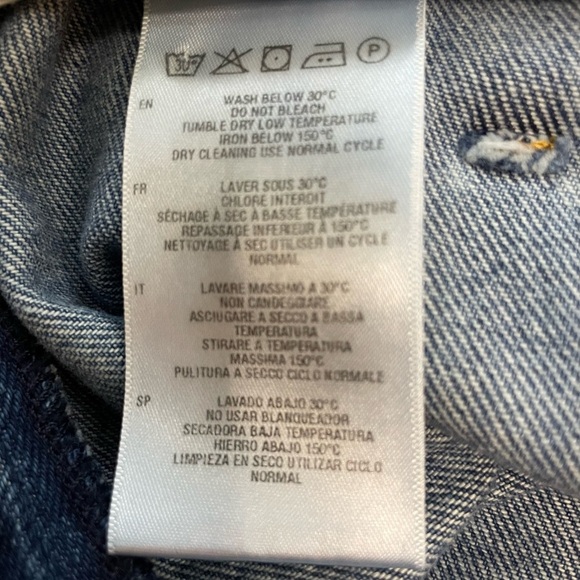 30°
P
EN
WASH BELOW 30°C
DO NOT BLEACH
TUMBLE DRY LOW TEMPERATURE
IRON BELOW 150°C
DRY CLEANING USE NORMAL CYCLE
FR
LAVER SOUS 30°C
CHLORE INTERDIT
SÉCHAGE À SEC À BASSE TEMPÉRATURE
REPASSAGE INFERIEUR À 150°C
NETTOYAGE À SEC UTILISER UN CYCLE
NORMAL
IT
LAVARE MASSIMO A 30°C
NON CANDEGGIARE
ASCIUGARE A SECCO A BASSA
TEMPERATURA
STIRARE A TEMPERATURA
MASSIMA 150°C
PULITURA A SECCO CICLO NORMALE
SP
LAVADO ABAJO 30°C
NO USAR BLANQUEADOR
SECADORA BAJA TEMPERATURA
HIERRO ABAJO 150°C
LIMPIEZA EN SECO UTILIZAR CICLO
NORMAL